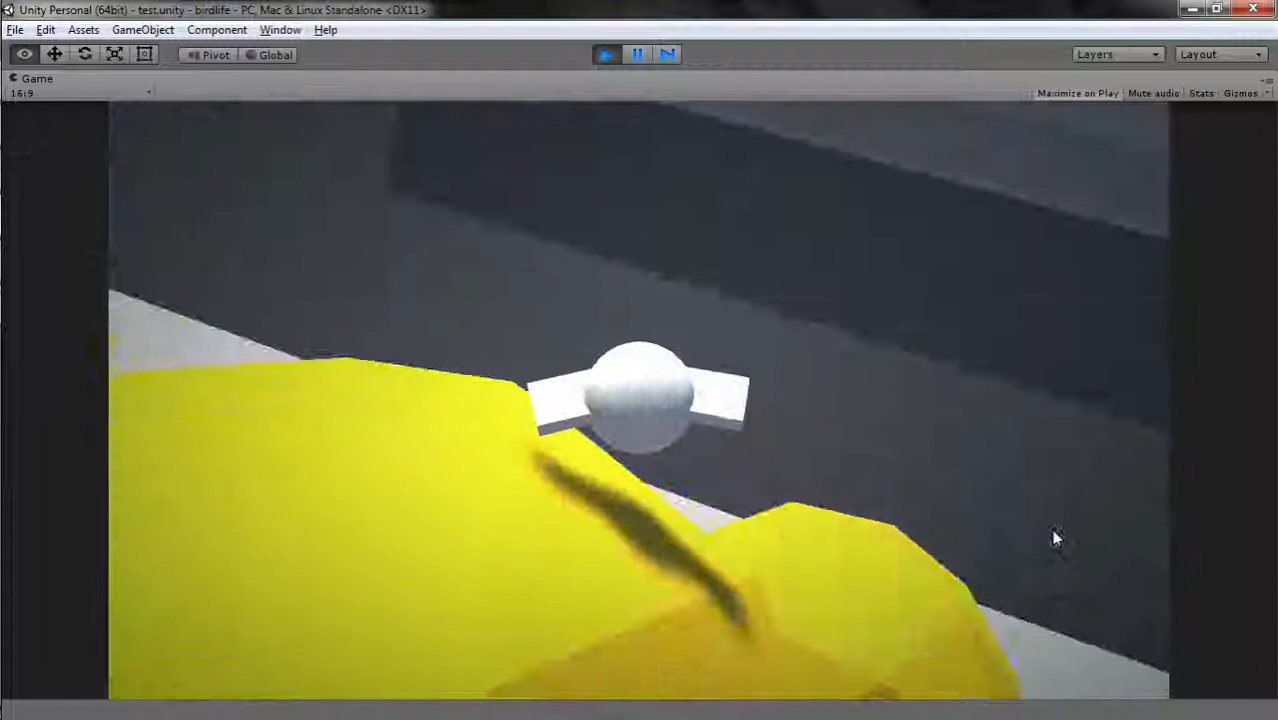 Unity Personal (64bit) - test.unity - birdlife - PC, Mac & Linux Standalone <DX11>
File Edit Assets GameObject Component Window Help
Pivot Global Layers Layout
Game
16:9 Maximize on Play Mute audio Stats Gizmos